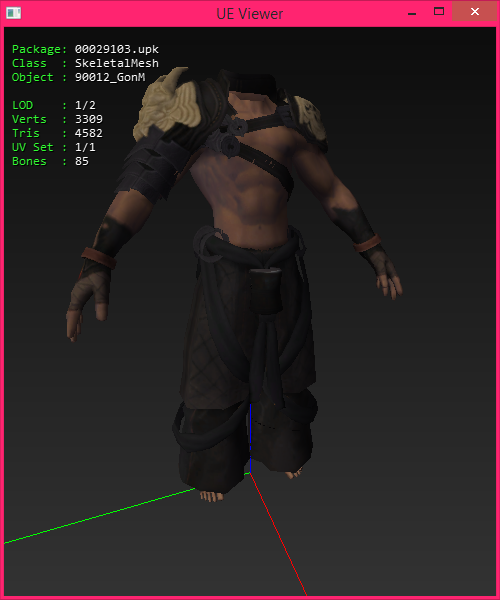 UE Viewer
Package: 00029103.upk
Class : SkeletalMesh
Object : 90012_GonM
LOD : 1/2
Verts : 3309
Tris : 4582
UV Set : 1/1
Bones : 85